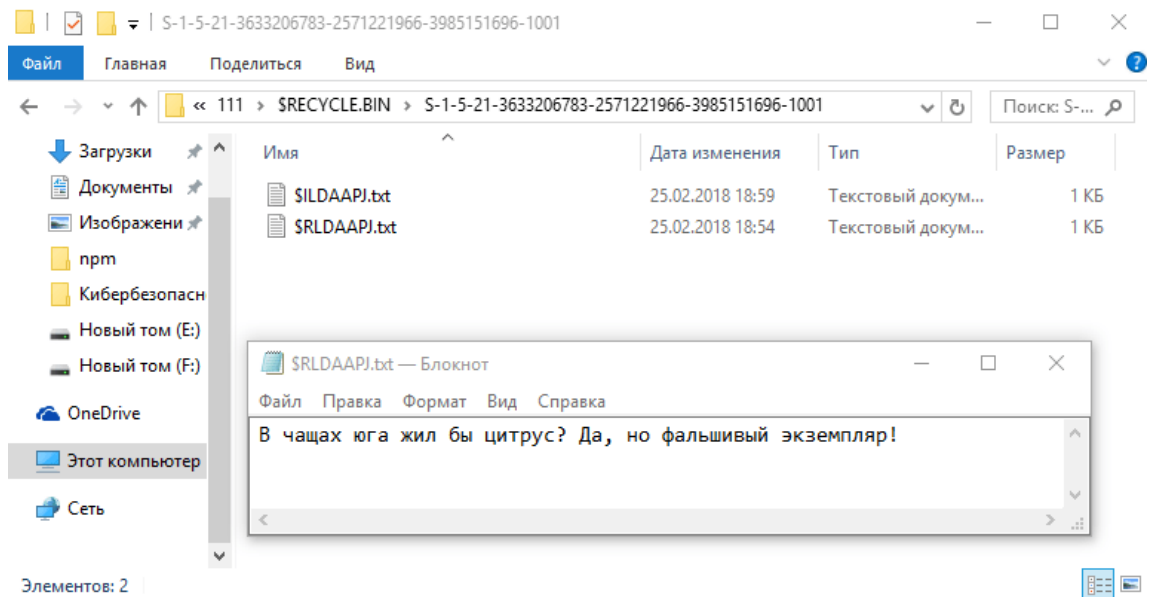 S-1-5-21-3633206783-2571221966-3985151696-1001
Файл Главная Поделиться Вид
« 111 > $RECYCLE.BIN > S-1-5-21-3633206783-2571221966-3985151696-1001 Поиск: S-...
Имя Дата изменения Тип Размер
Загрузки
Документы
Изображени
npm
Кибербезопасн
Новый том (E:)
Новый том (F:)
OneDrive
Этот компьютер
Сеть
$ILDAAPJ.txt 25.02.2018 18:59 Текстовый докум... 1 КБ
$RLDAAPJ.txt 25.02.2018 18:54 Текстовый докум... 1 КБ
$RLDAAPJ.txt — Блокнот
Файл Правка Формат Вид Справка
В чащах юга жил бы цитрус? Да, но фальшивый экземпляр!
Элементов: 2